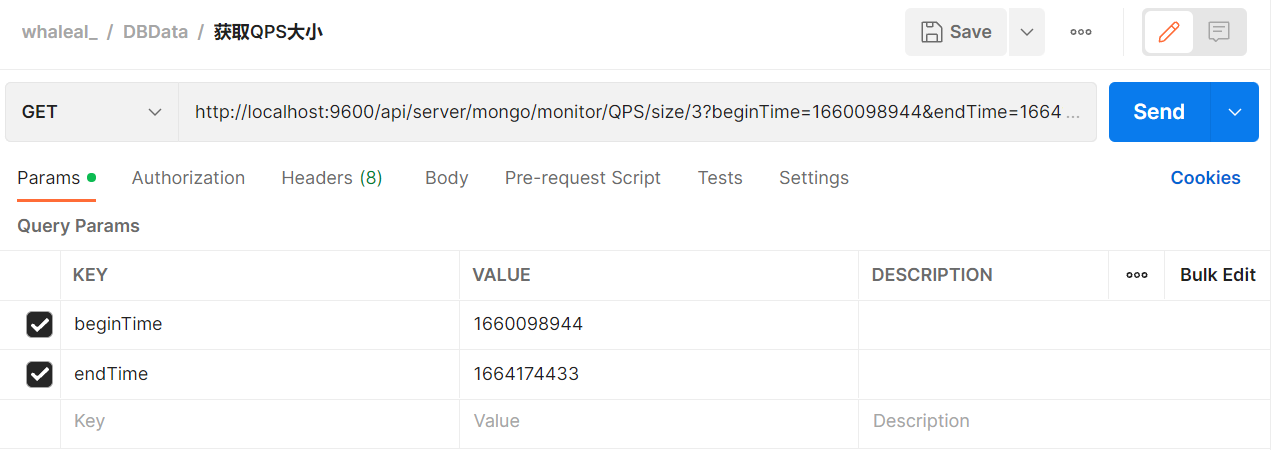 whaleal_ / DBData / 获取QPS大小
Save
GET
http://localhost:9600/api/server/mongo/monitor/QPS/size/3?beginTime=1660098944&endTime=1664 ...
Send
Params Authorization Headers (8) Body Pre-request Script Tests Settings Cookies
Query Params
KEY VALUE DESCRIPTION Bulk Edit
beginTime 1660098944
endTime 1664174433
Key Value Description